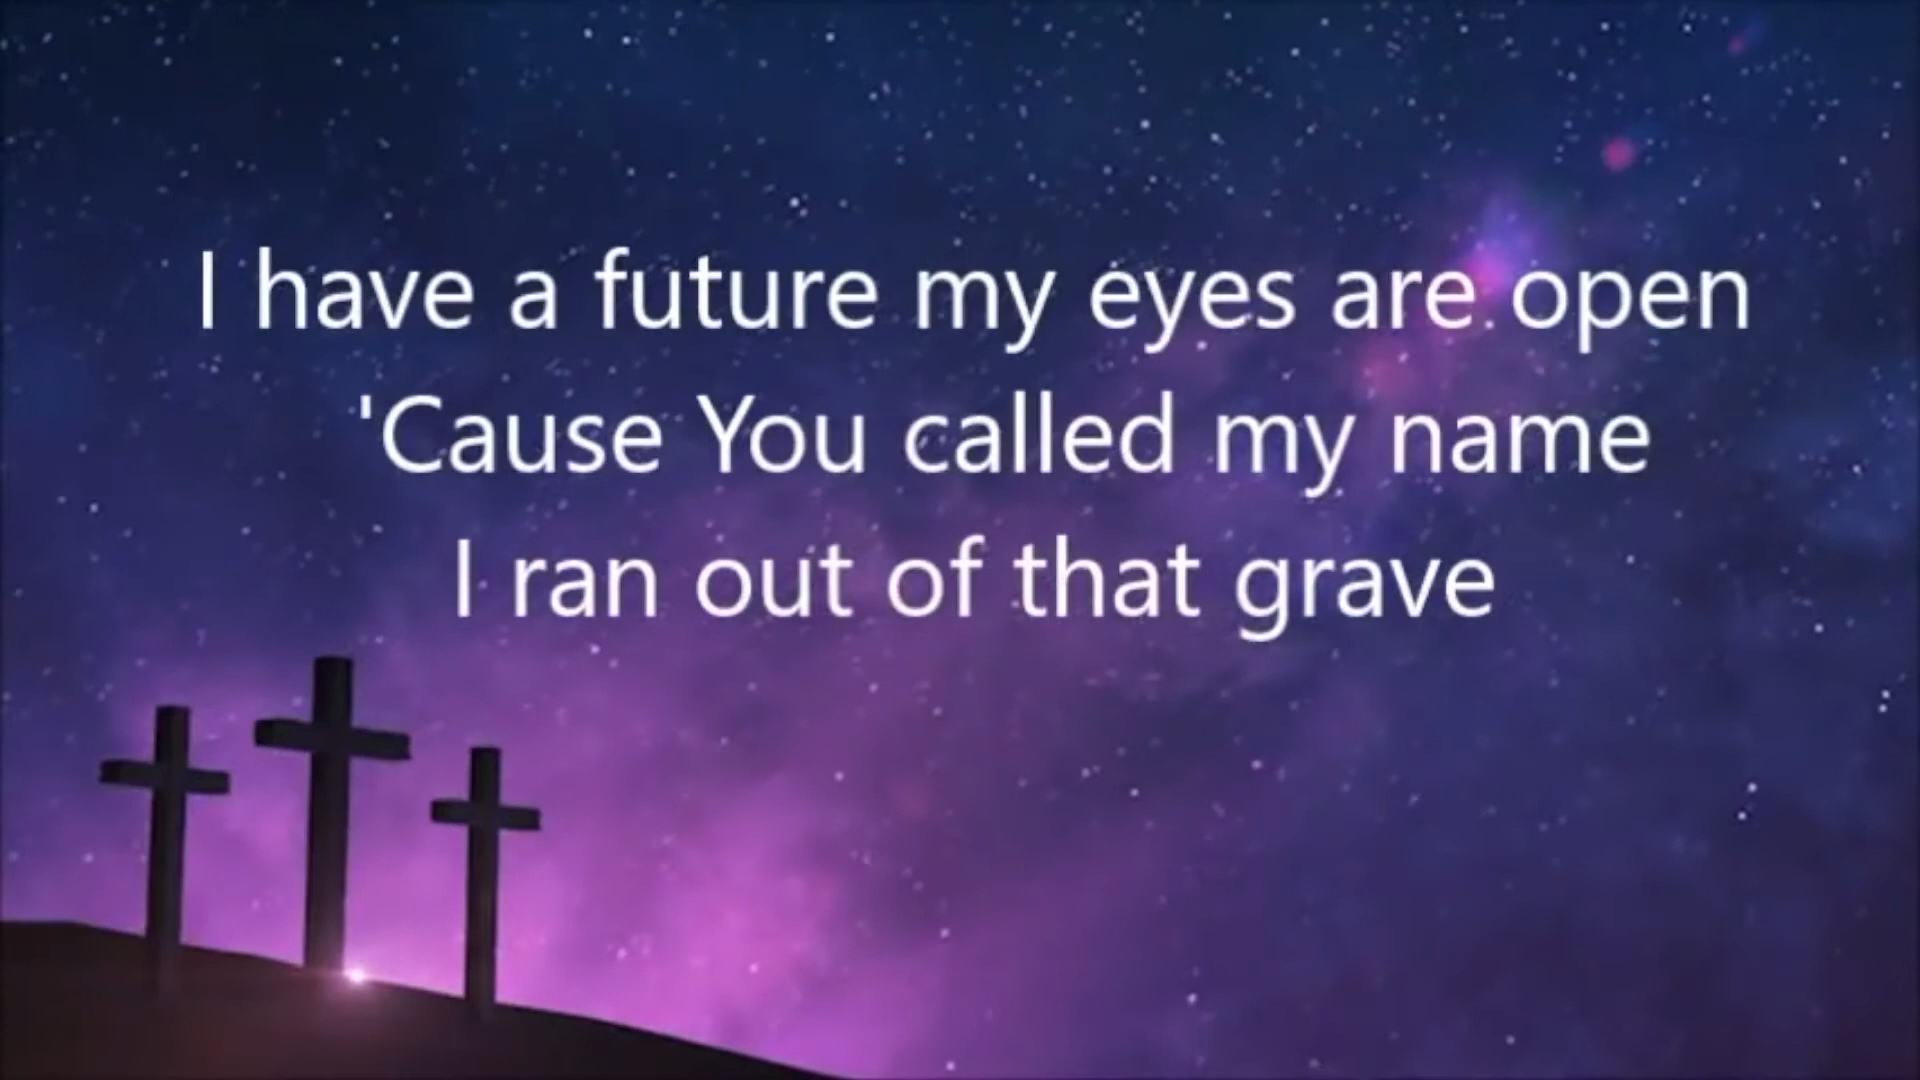 I have a future my eyes are open
'Cause You called my name
I ran out of that grave